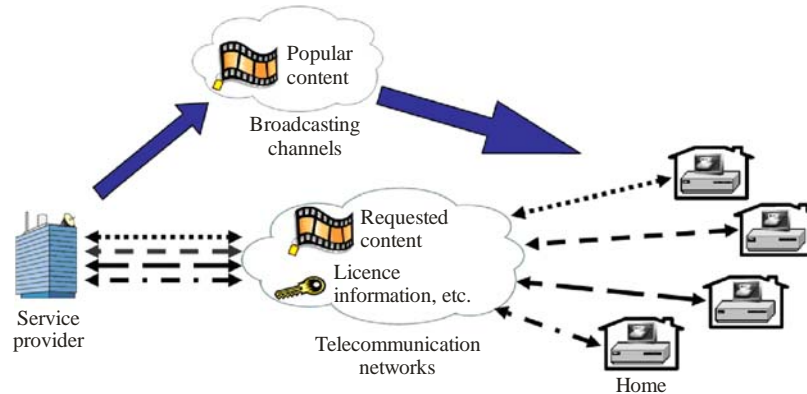 Popular
content
Broadcasting
channels
Requested
content
Licence
information, etc.
Service
provider
Telecommunication
networks
Home